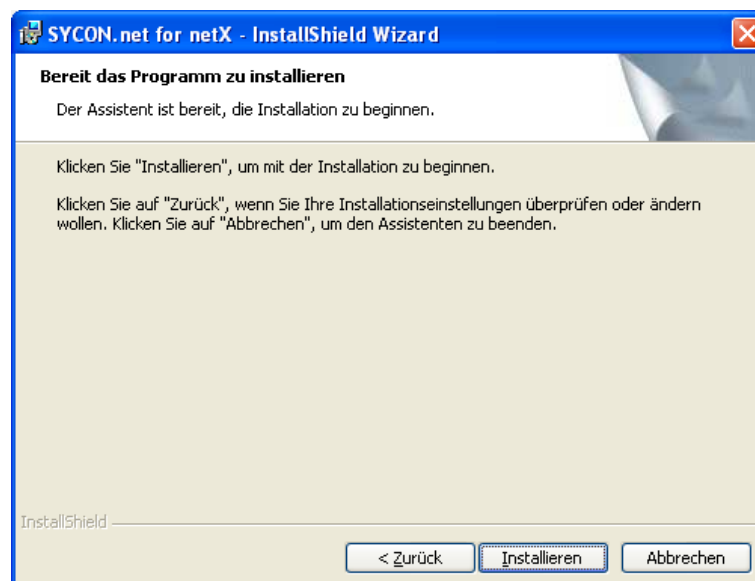 SYCON.net for netX - InstallShield Wizard
Bereit das Programm zu installieren
Der Assistent ist bereit, die Installation zu beginnen.
Klicken Sie "Installieren", um mit der Installation zu beginnen.
Klicken Sie auf "Zurück", wenn Sie Ihre Installationseinstellungen überprüfen oder ändern
wollen. Klicken Sie auf "Abbrechen", um den Assistenten zu beenden.
InstallShield
< Zurück Installieren Abbrechen